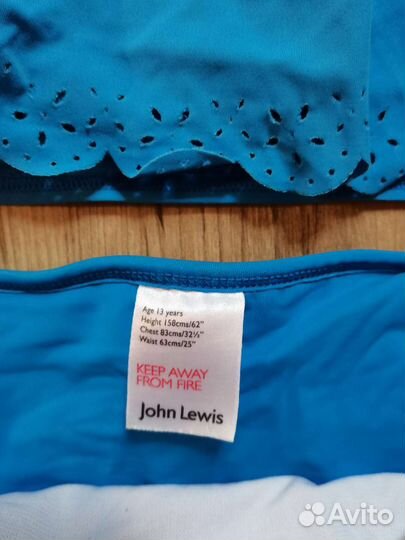 Age 13 years
Height 158cms/62"
Chest 83cms/32½"
Waist 63cms/25"
KEEP AWAY
FROM FIRE
John Lewis
Avito